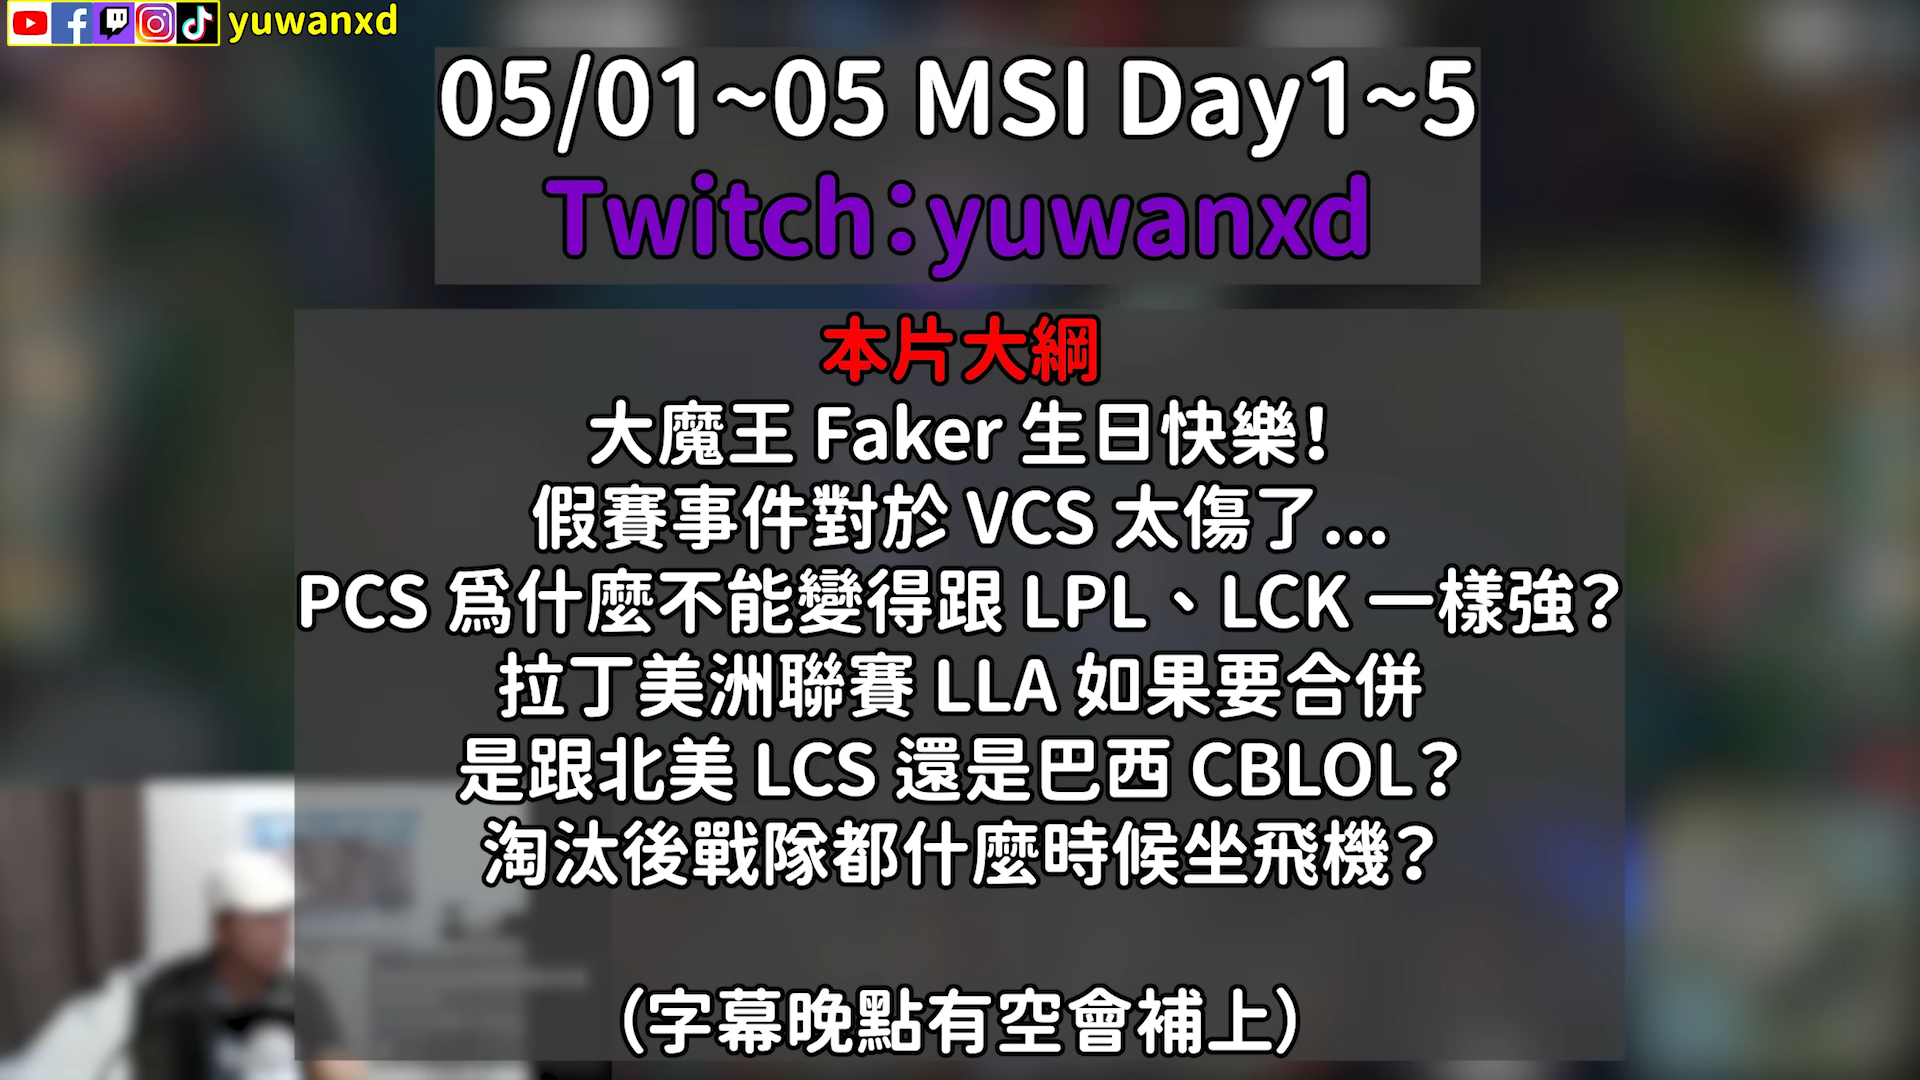 yuwanxd
05/01~05 MSI Day1~5
Twitch:yuwanxd
本片大綱
大魔王 Faker 生日快樂!
假賽事件對於 VCS 太傷了...
PCS 為什麼不能變得跟 LPL、LCK 一樣強?
拉丁美洲聯賽 LLA 如果要合併
是跟北美 LCS 還是巴西 CBLOL?
淘汰後戰隊都什麼時候坐飛機?
(字幕晚點有空會補上)